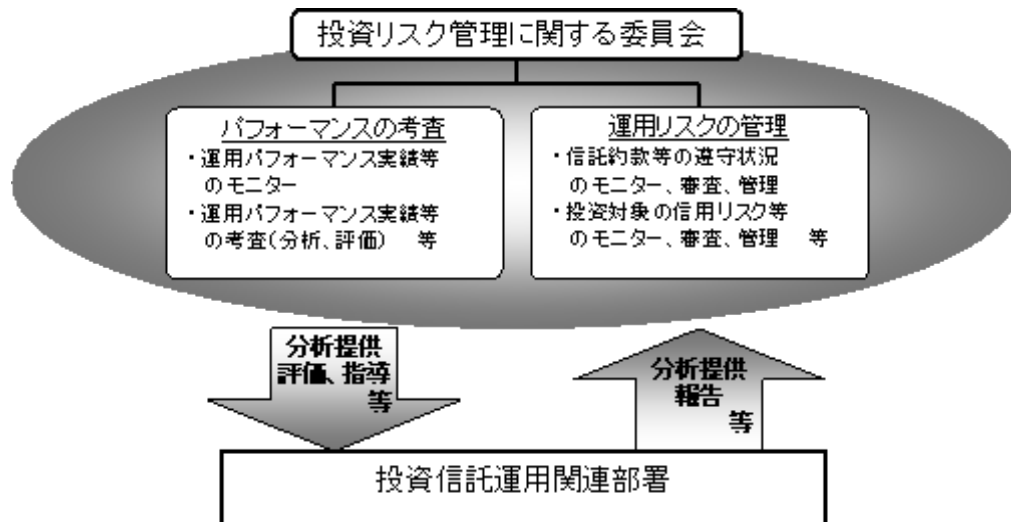 投資リスク管理に関する委員会
パフォーマンスの考査
・運用パフォーマンス実績等
のモニター
・運用パフォーマンス実績等
の考査(分析、評価) 等
運用リスクの管理
・信託約款等の遵守状況
のモニター、審査、管理
・投資対象の信用リスク等
のモニター、審査、管理 等
分析提供
評価、指導
等
分析提供
報告
等
投資信託運用関連部署